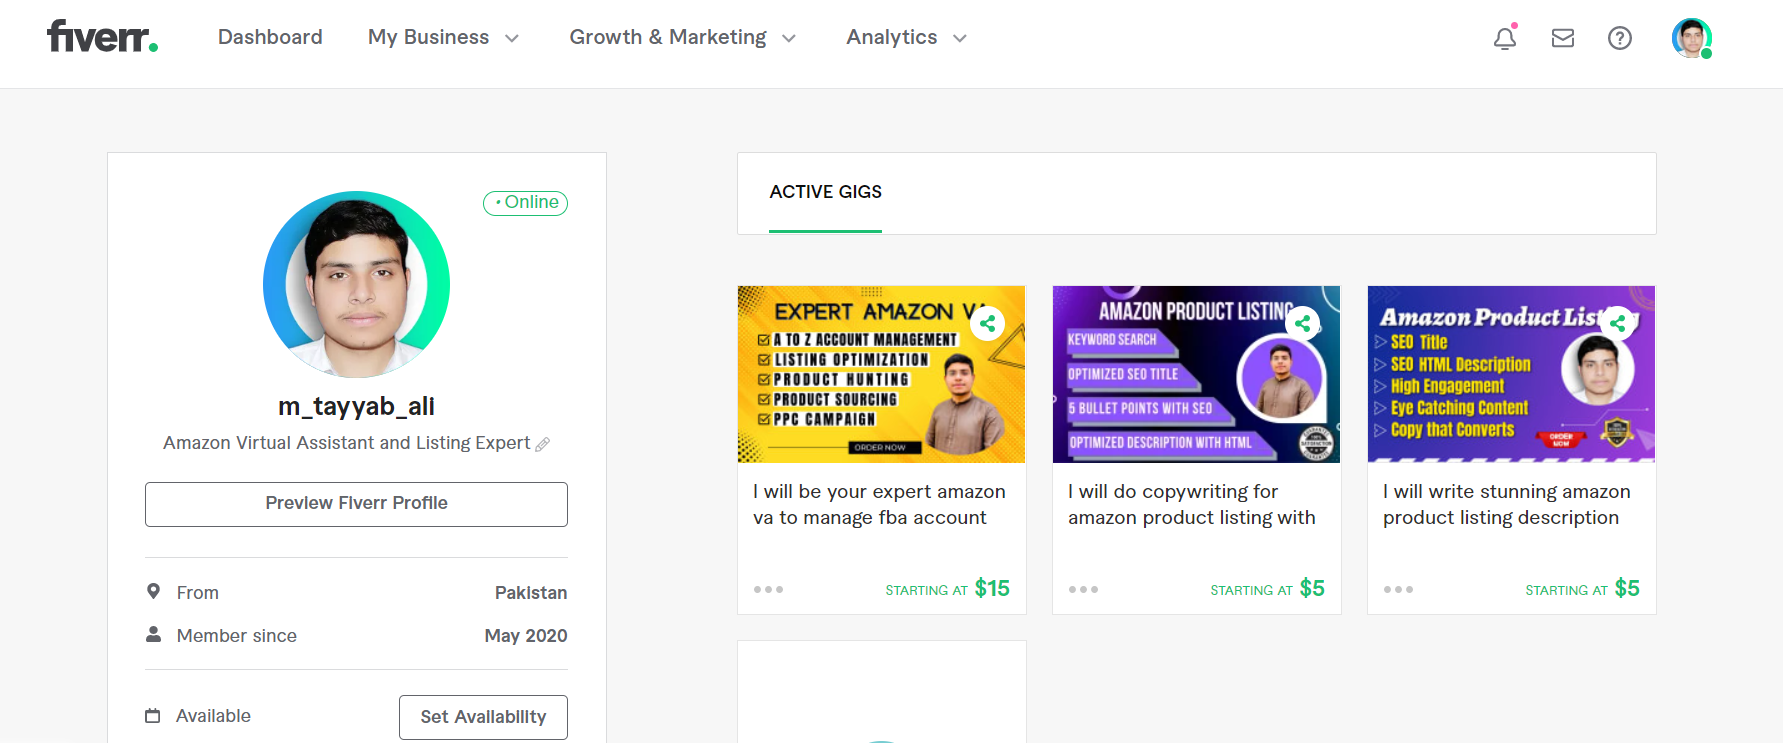 fiverr.
Dashboard
My Business
Growth & Marketing
Analytics
Online
m_tayyab_ali
Amazon Virtual Assistant and Listing Expert
Preview Fiverr Profile
From Pakistan
Member since May 2020
Available
Set Availability
ACTIVE GIGS
EXPERT AMAZON VA
A TO Z ACCOUNT MANAGEMENT
LISTING OPTIMIZATION
PRODUCT HUNTING
PRODUCT SOURCING
PPC CAMPAIGN
ORDER NOW
I will be your expert amazon
va to manage fba account
STARTING AT $15
AMAZON PRODUCT LISTING
KEYWORD SEARCH
OPTIMIZED SEO TITLE
5 BULLET POINTS WITH SEO
OPTIMIZED DESCRIPTION WITH HTML
I will do copywriting for
amazon product listing with
STARTING AT $5
Amazon Product
SEO Title
SEO HTML Description
High Engagement
Eye Catching Content
Copy that Converts
ORDER NOW
I will write stunning amazon
product listing description
STARTING AT $5